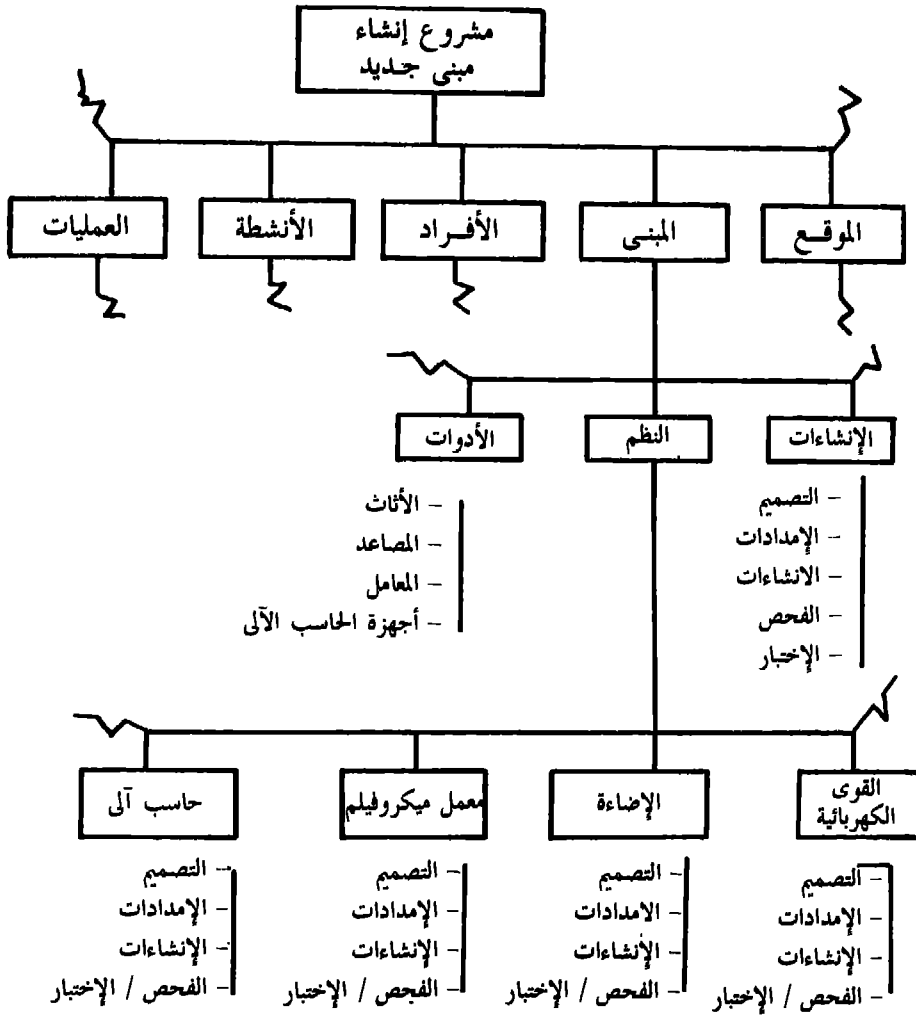 مشروع إنشاء
مبنى جـديد
الموقـع
المبنـى
الأفـراد
الأنشطة
العمليات
الإنشاءات
النظم
الأدوات
– التصميم
– الإمدادات
– الانشاءات
– الفحص
– الإختبار
– الأثاث
– المصاعد
– المعامل
– أجهزة الحاسب الآلى
القوى
الكهربائية
الإضاءة
معمل ميكروفيلم
حاسب آلى
– التصميم
– الإمدادات
– الإنشاءات
– الفحص / الإختبار
– التصميم
– الامدادات
– الإنشاءات
– الفحص / الإختبار
– التصميم
– الإمدادات
– الإنشاءات
– الفحص / الإختبار
– التصميم
– الإمدادات
– الإنشاءات
– الفحص / الإختبار